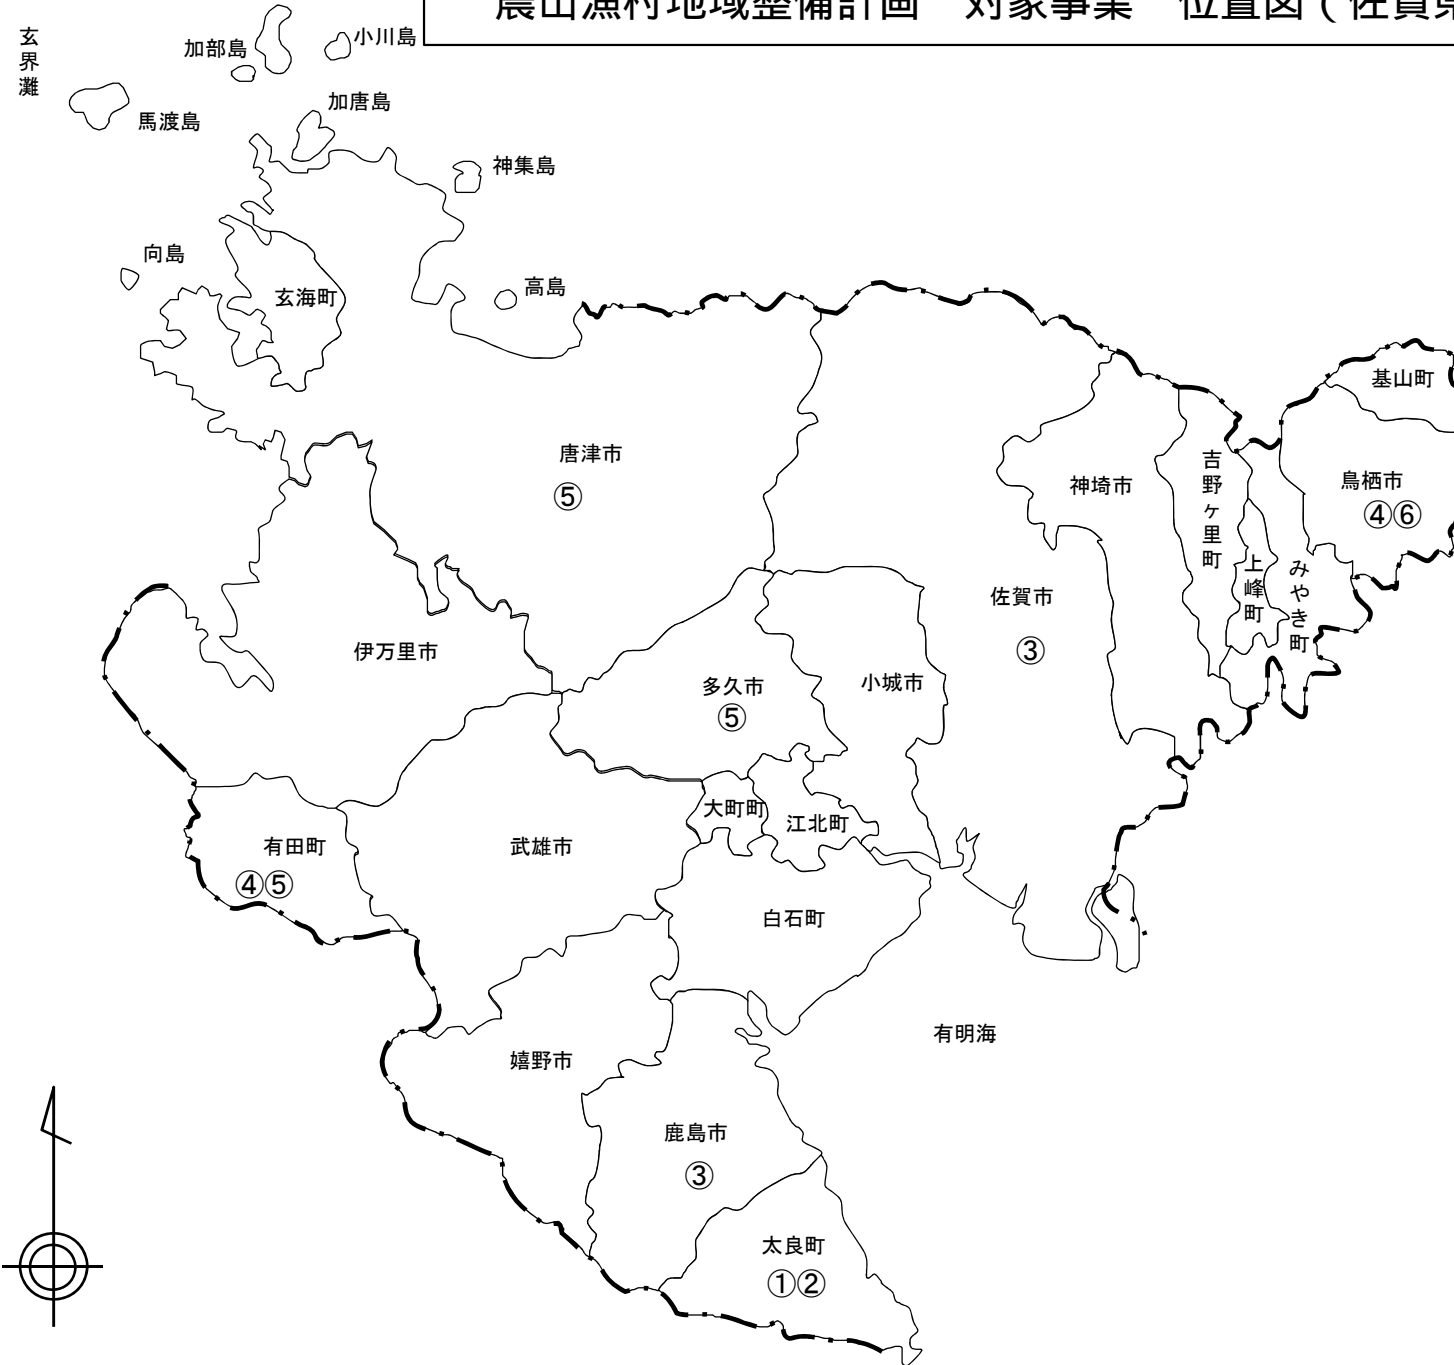 農山漁村地域整備計画 対象事業 位置図（佐賀県
玄界灘
加部島
小川島
馬渡島
加唐島
神集島
向島
玄海町
高島
基山町
唐津市
⑤
神埼市
吉野ヶ里町
鳥栖市
④⑥
上峰町
みやき町
佐賀市
③
伊万里市
多久市
⑤
小城市
大町町
江北町
有田町
④⑤
武雄市
白石町
有明海
嬉野市
鹿島市
③
太良町
①②